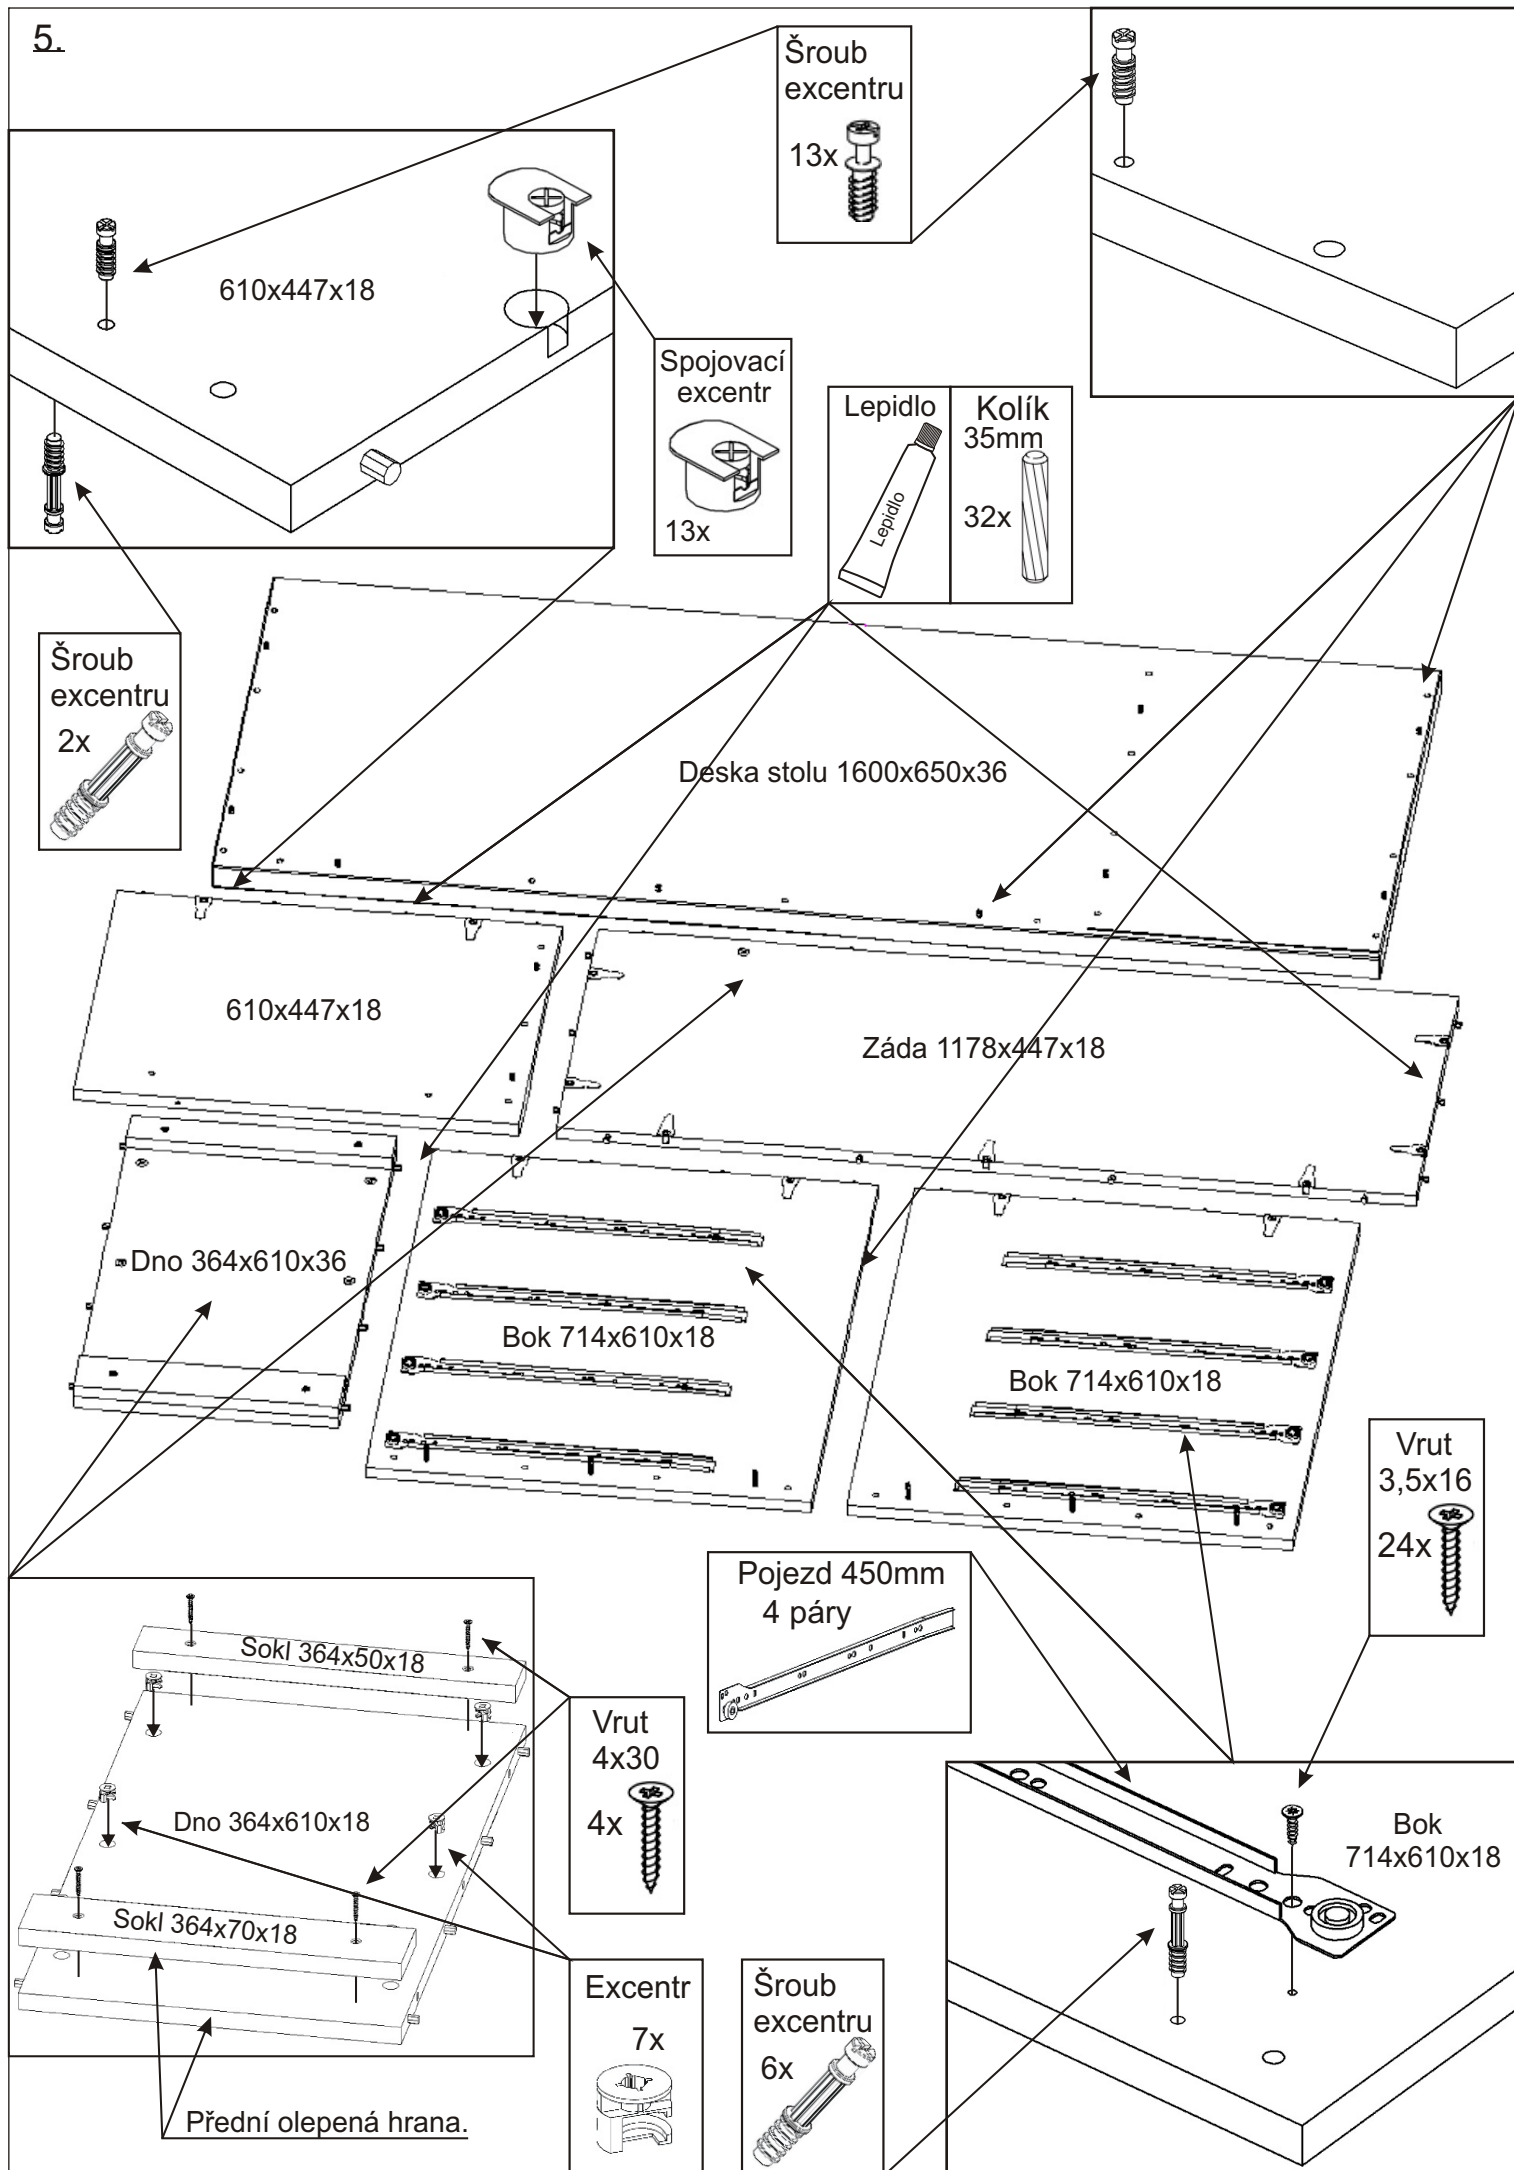 5.
Šroub
excentru
13x
610x447x18
Spojovací
excentr
13x
Lepidlo
Lepidlo
Kolík
35mm
32x
Šroub
excentru
2x
Deska stolu 1600x650x36
610x447x18
Záda 1178x447x18
Dno 364x610x36
Bok 714x610x18
Bok 714x610x18
Vrut
3,5x16
24x
Pojezd 450mm
4 páry
Sokl 364x50x18
Vrut
4x30
4x
Dno 364x610x18
Sokl 364x70x18
Bok
714x610x18
Excentr
7x
Šroub
excentru
6x
Přední olepená hrana.